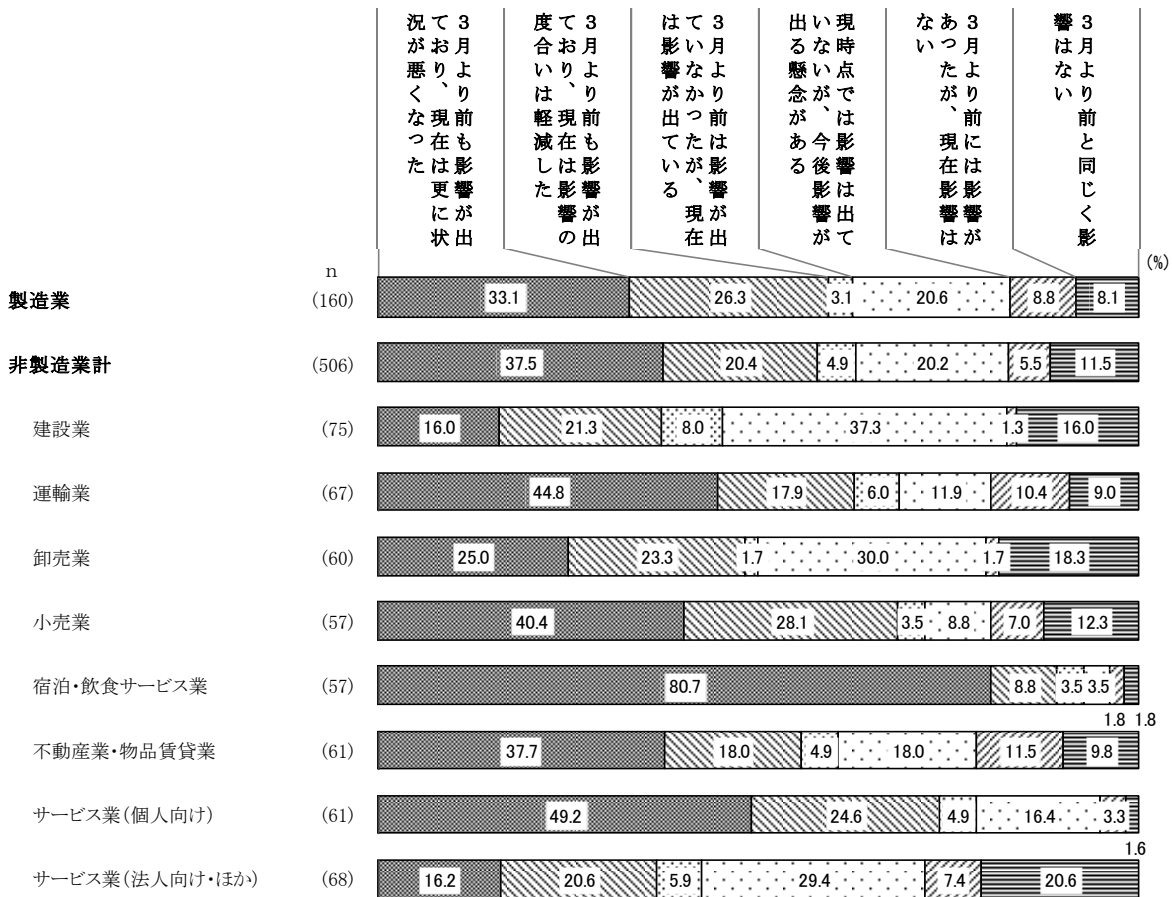 ３月より前も影響が出
ており、現在は更に状
況が悪くなった
３月より前も影響が出
ており、現在は影響の
度合いは軽減した
３月より前は影響が出
ていなかったが、現在
は影響が出ている
現時点では影響は出て
いないが、今後影響が
出る懸念がある
３月より前には影響が
あったが、現在影響は
ない
３月より前と同じく影
響はない
(%)
n
製造業 (160) 33.1 26.3 3.1 20.6 8.8 8.1
非製造業計 (506) 37.5 20.4 4.9 20.2 5.5 11.5
建設業 (75) 16.0 21.3 8.0 37.3 1.3 16.0
運輸業 (67) 44.8 17.9 6.0 11.9 10.4 9.0
卸売業 (60) 25.0 23.3 1.7 30.0 1.7 18.3
小売業 (57) 40.4 28.1 3.5 8.8 7.0 12.3
宿泊・飲食サービス業 (57) 80.7 8.8 3.5 3.5
1.8 1.8
不動産業・物品賃貸業 (61) 37.7 18.0 4.9 18.0 11.5 9.8
サービス業（個人向け） (61) 49.2 24.6 4.9 16.4 3.3
1.6
サービス業（法人向け・ほか） (68) 16.2 20.6 5.9 29.4 7.4 20.6